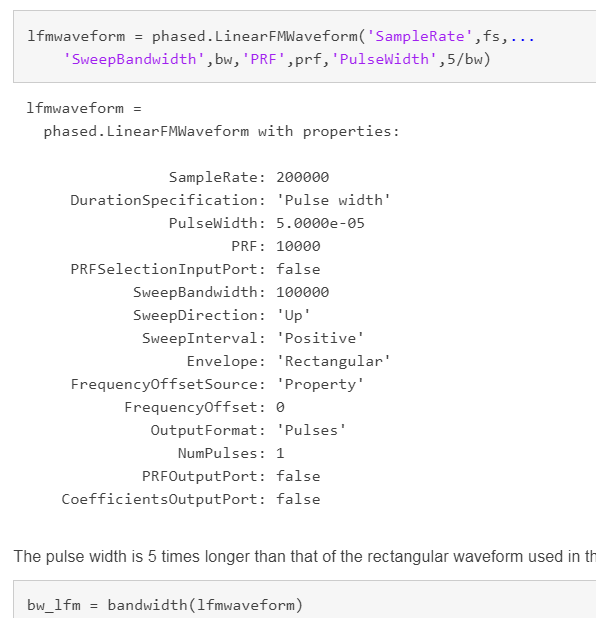 lfmwaveform = phased.LinearFMWaveform('SampleRate',fs,...
'SweepBandwidth',bw,'PRF',prf,'PulseWidth',5/bw)
lfmwaveform =
phased.LinearFMWaveform with properties:
SampleRate: 200000
DurationSpecification: 'Pulse width'
PulseWidth: 5.0000e-05
PRF: 10000
PRFSelectionInputPort: false
SweepBandwidth: 100000
SweepDirection: 'Up'
SweepInterval: 'Positive'
Envelope: 'Rectangular'
FrequencyOffsetSource: 'Property'
FrequencyOffset: 0
OutputFormat: 'Pulses'
NumPulses: 1
PRFOutputPort: false
CoefficientsOutputPort: false
The pulse width is 5 times longer than that of the rectangular waveform used in th
bw_lfm = bandwidth(lfmwaveform)